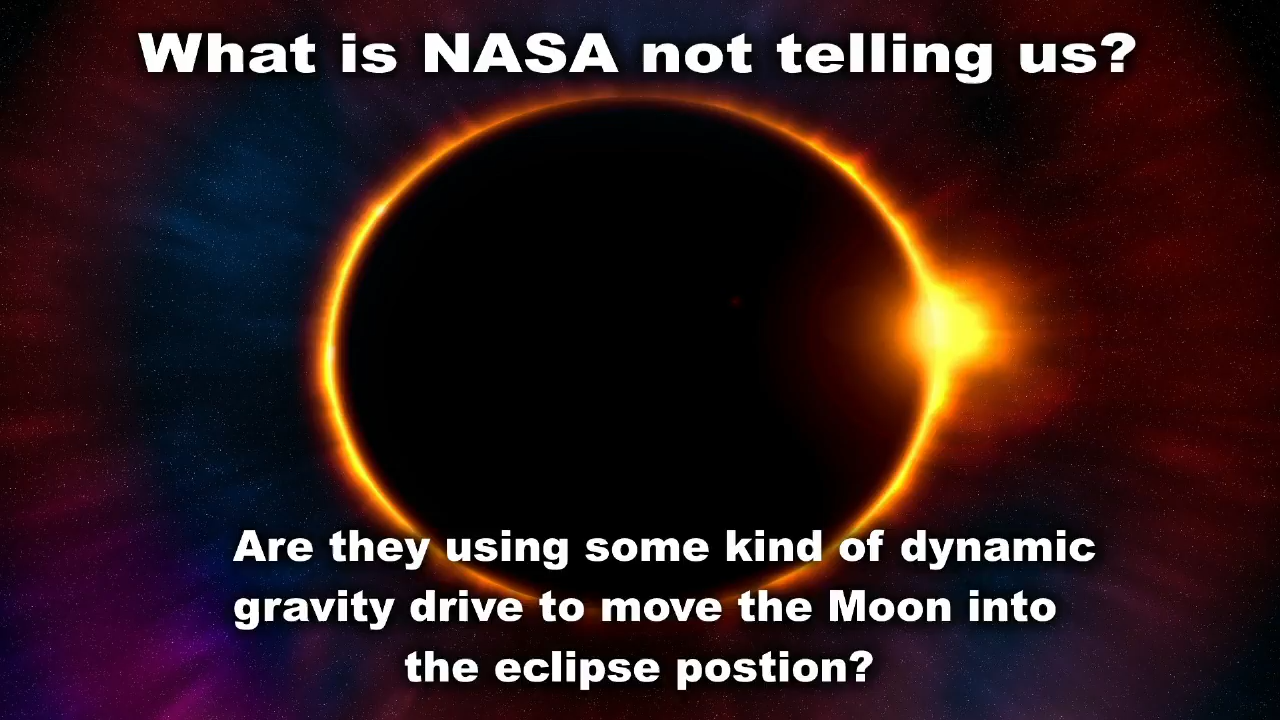 What is NASA not telling us?
Are they using some kind of dynamic
gravity drive to move the Moon into
the eclipse postion?